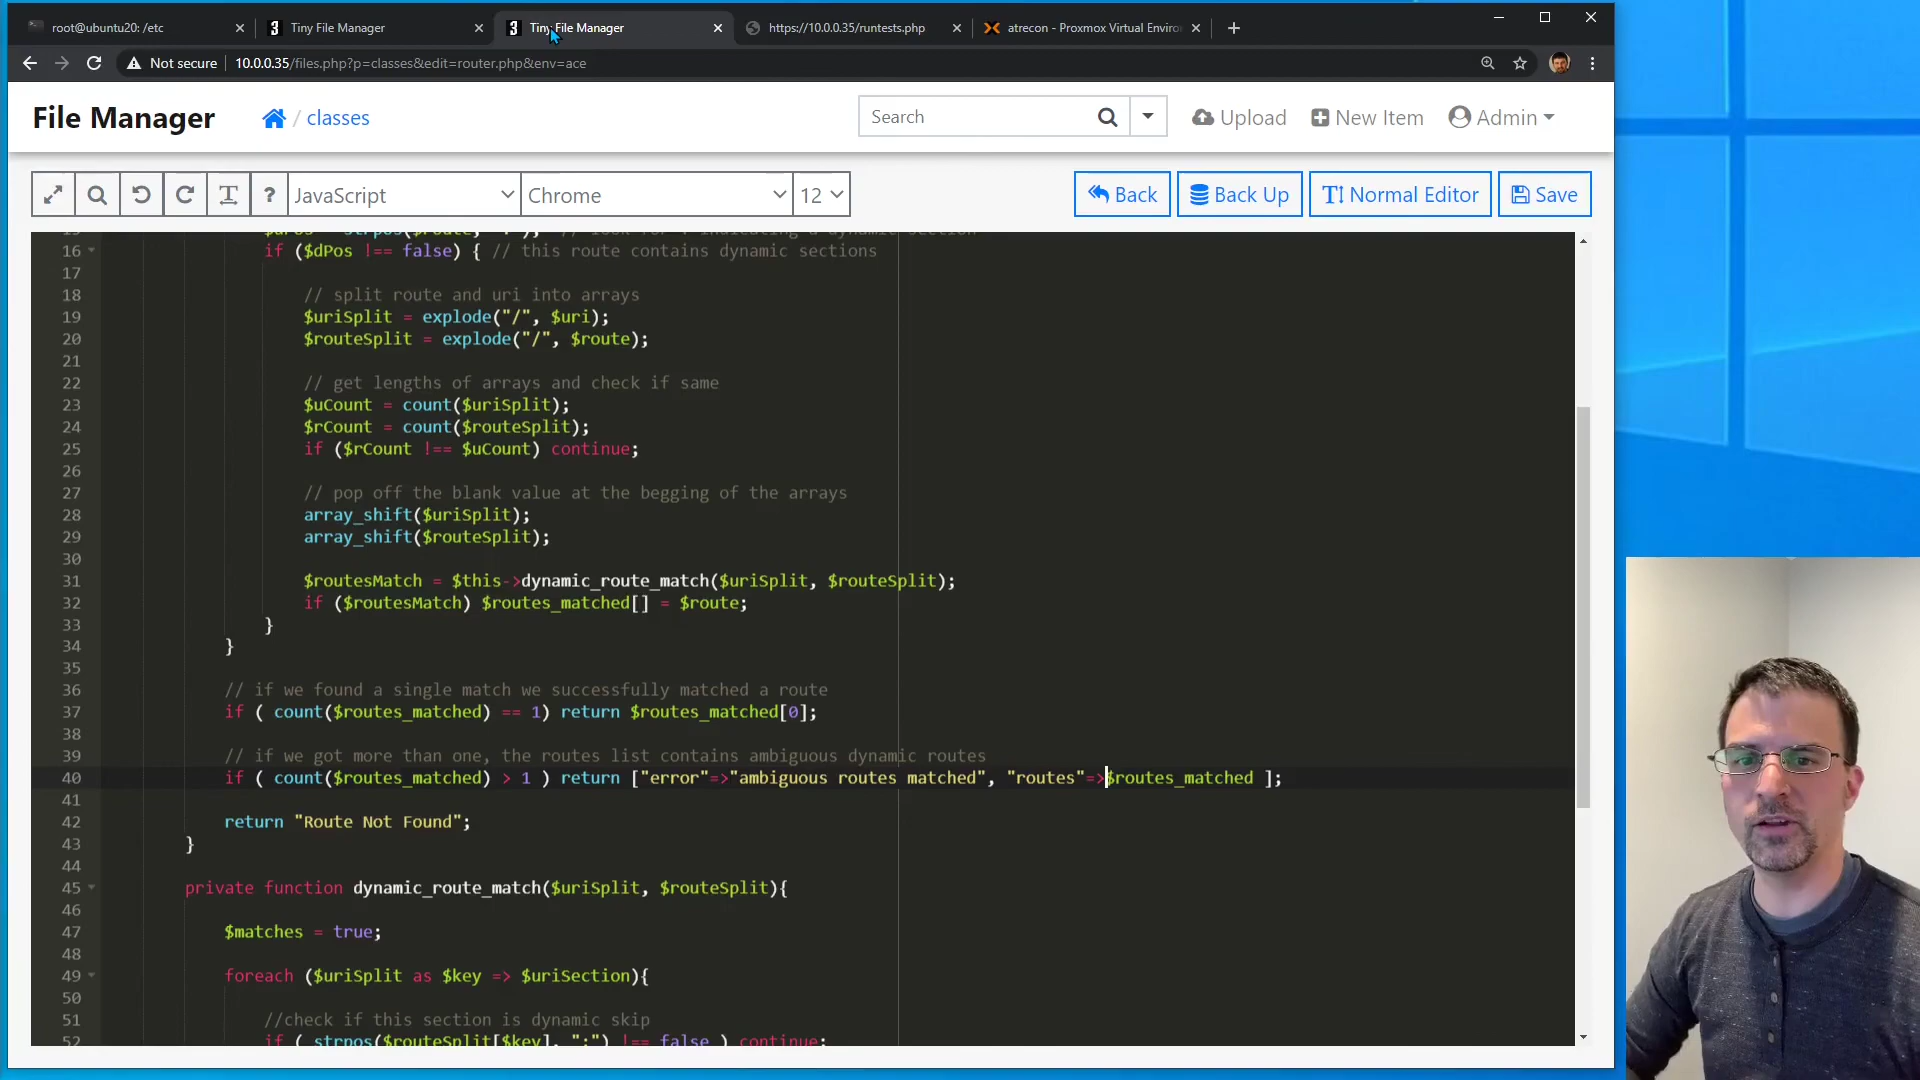 root@ubuntu20: /etc
Tiny File Manager
Tiny File Manager
https://10.0.0.35/runtests.php
atrecon - Proxmox Virtual Enviro
Not secure
10.0.0.35/files.php?p=classes&edit=router.php&env=ace
File Manager
/ classes
Search
Upload
New Item
Admin
JavaScript
Chrome
12
Back
Back Up
Normal Editor
Save
16 if ($dPos !== false) { // this route contains dynamic sections
17
18 // split route and uri into arrays
19 $uriSplit = explode("/", $uri);
20 $routeSplit = explode("/", $route);
21
22 // get lengths of arrays and check if same
23 $uCount = count($uriSplit);
24 $rCount = count($routeSplit);
25 if ($rCount !== $uCount) continue;
26
27 // pop off the blank value at the begging of the arrays
28 array_shift($uriSplit);
29 array_shift($routeSplit);
30
31 $routesMatch = $this->dynamic_route_match($uriSplit, $routeSplit);
32 if ($routesMatch) $routes_matched[] = $route;
33 }
34 }
35
36 // if we found a single match we successfully matched a route
37 if ( count($routes_matched) == 1) return $routes_matched[0];
38
39 // if we got more than one, the routes list contains ambiguous dynamic routes
40 if ( count($routes_matched) > 1 ) return ["error"=>"ambiguous routes matched", "routes"=>$routes_matched ];
41
42 return "Route Not Found";
43 }
44
45 private function dynamic_route_match($uriSplit, $routeSplit){
46
47 $matches = true;
48
49 foreach ($uriSplit as $key => $uriSection){
50
51 //check if this section is dynamic skip
52 if ( strpos($routeSplit[$key], ":") !== false ) continue;